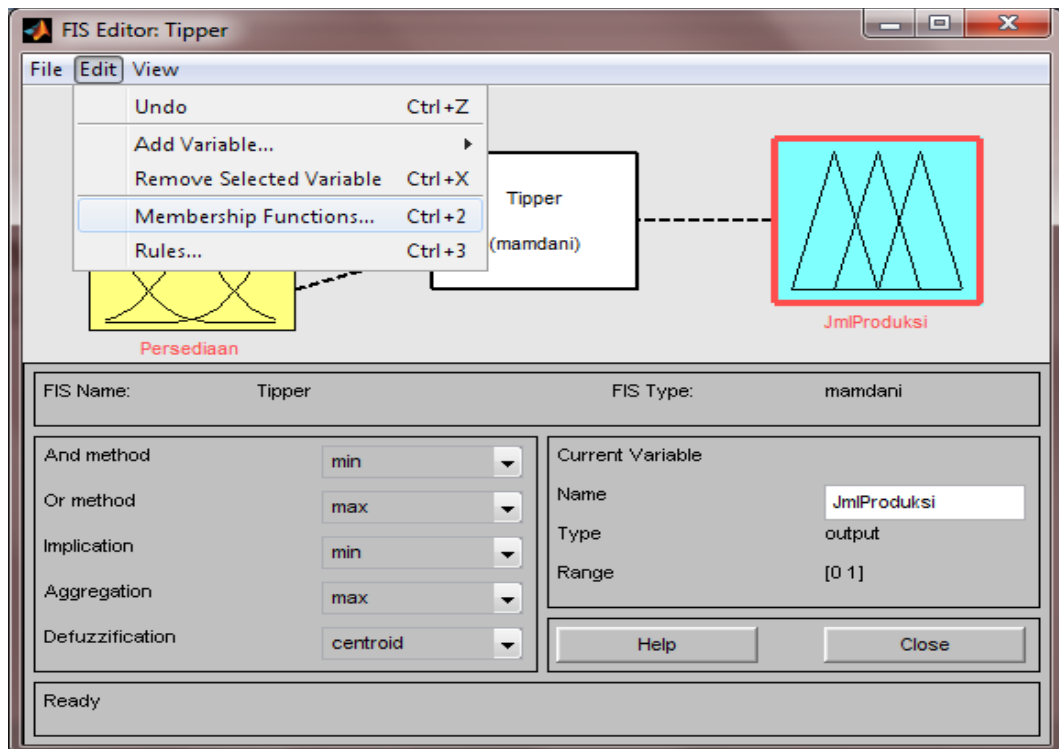 FIS Editor: Tipper
File Edit View
Undo Ctrl+Z
Add Variable...
Remove Selected Variable Ctrl+X
Membership Functions... Ctrl+2
Rules... Ctrl+3
Tipper
(mamdani)
Persediaan
JmlProduksi
FIS Name: Tipper FIS Type: mamdani
And method min
Or method max
Implication min
Aggregation max
Defuzzification centroid
Current Variable
Name JmlProduksi
Type output
Range [0 1]
Help Close
Ready